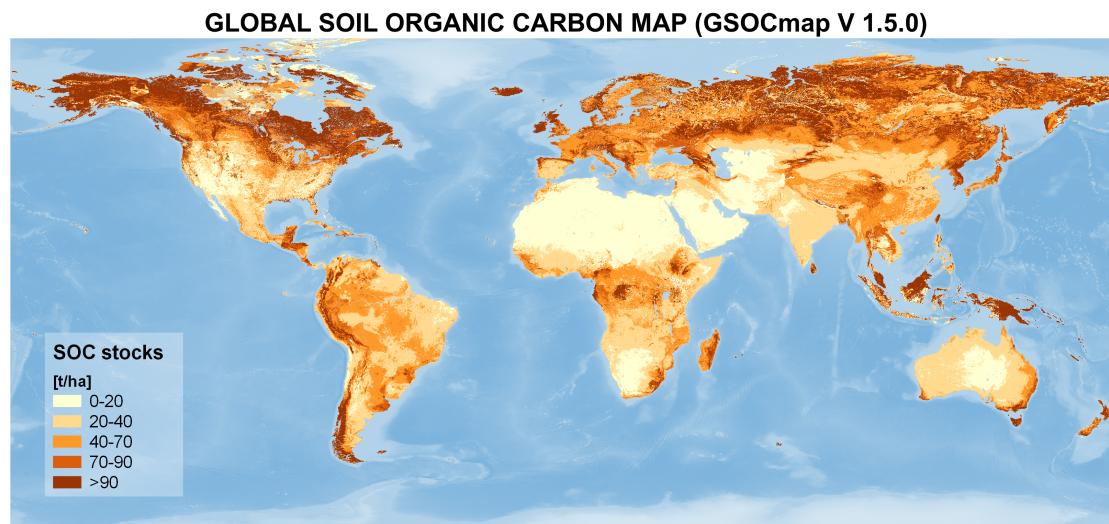 GLOBAL SOIL ORGANIC CARBON MAP (GSOCmap V 1.5.0)
SOC stocks
[t/ha]
0-20
20-40
40-70
70-90
>90